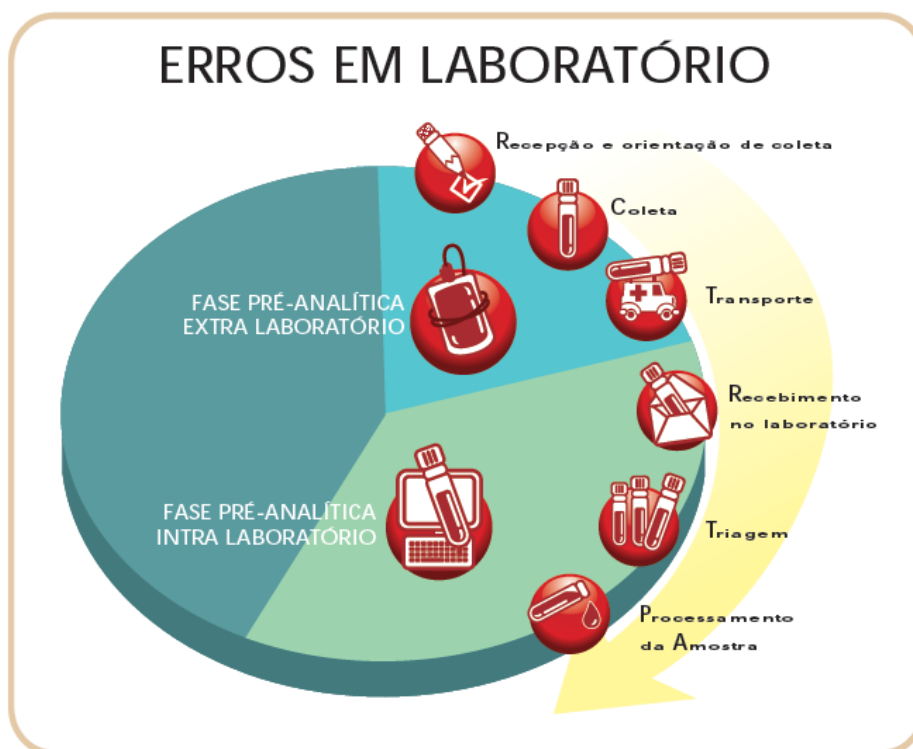 ERROS EM LABORATÓRIO
Recepção e orientação de coleta
Coleta
Transporte
FASE PRÉ-ANALÍTICA
EXTRA LABORATÓRIO
Recebimento
no laboratório
FASE PRÉ-ANALÍTICA
INTRA LABORATÓRIO
Triagem
Processamento
da Amostra